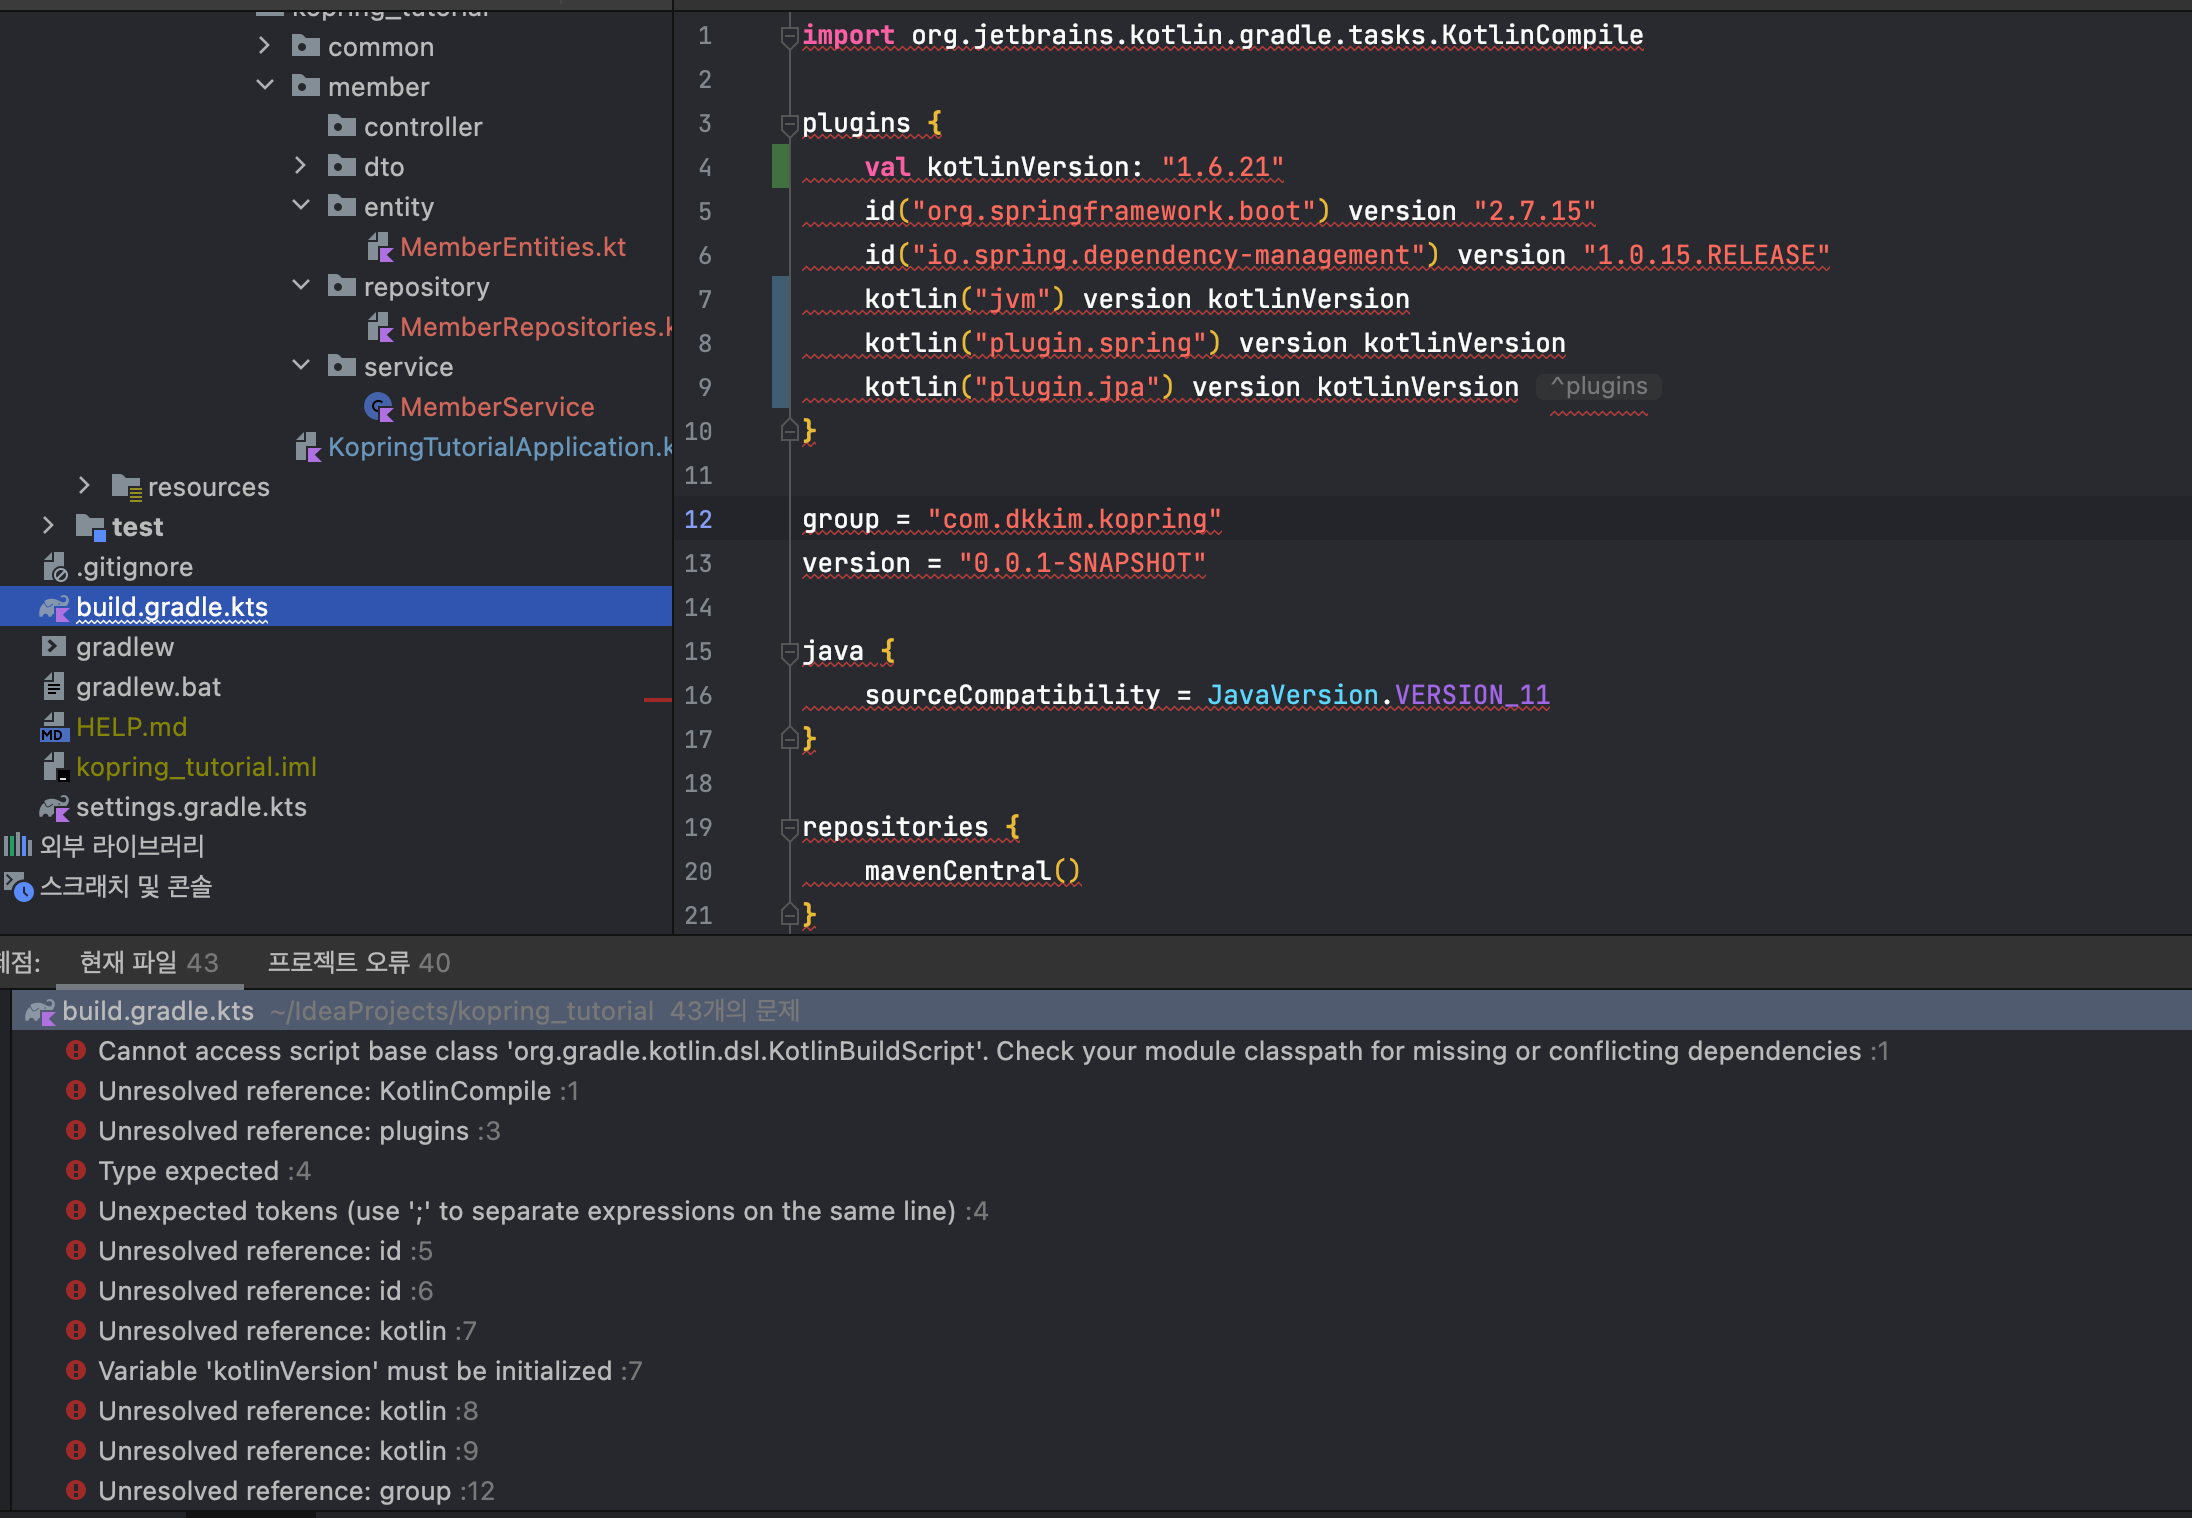 common
member
controller
dto
entity
MemberEntities.kt
repository
MemberRepositories.k
service
MemberService
KopringTutorialApplication.k
resources
test
.gitignore
build.gradle.kts
gradlew
gradlew.bat
HELP.md
kopring_tutorial.iml
settings.gradle.kts
외부 라이브러리
스크래치 및 콘솔
1 import org.jetbrains.kotlin.gradle.tasks.KotlinCompile
2
3 plugins {
4 val kotlinVersion: "1.6.21"
5 id("org.springframework.boot") version "2.7.15"
6 id("io.spring.dependency-management") version "1.0.15.RELEASE"
7 kotlin("jvm") version kotlinVersion
8 kotlin("plugin.spring") version kotlinVersion
9 kotlin("plugin.jpa") version kotlinVersion ^plugins
10 }
11
12 group = "com.dkkim.kopring"
13 version = "0.0.1-SNAPSHOT"
14
15 java {
16 sourceCompatibility = JavaVersion.VERSION_11
17 }
18
19 repositories {
20 mavenCentral()
21 }
제점: 현재 파일 43 프로젝트 오류 40
build.gradle.kts ~/IdeaProjects/kopring_tutorial 43개의 문제
Cannot access script base class 'org.gradle.kotlin.dsl.KotlinBuildScript'. Check your module classpath for missing or conflicting dependencies :1
Unresolved reference: KotlinCompile :1
Unresolved reference: plugins :3
Type expected :4
Unexpected tokens (use ';' to separate expressions on the same line) :4
Unresolved reference: id :5
Unresolved reference: id :6
Unresolved reference: kotlin :7
Variable 'kotlinVersion' must be initialized :7
Unresolved reference: kotlin :8
Unresolved reference: kotlin :9
Unresolved reference: group :12